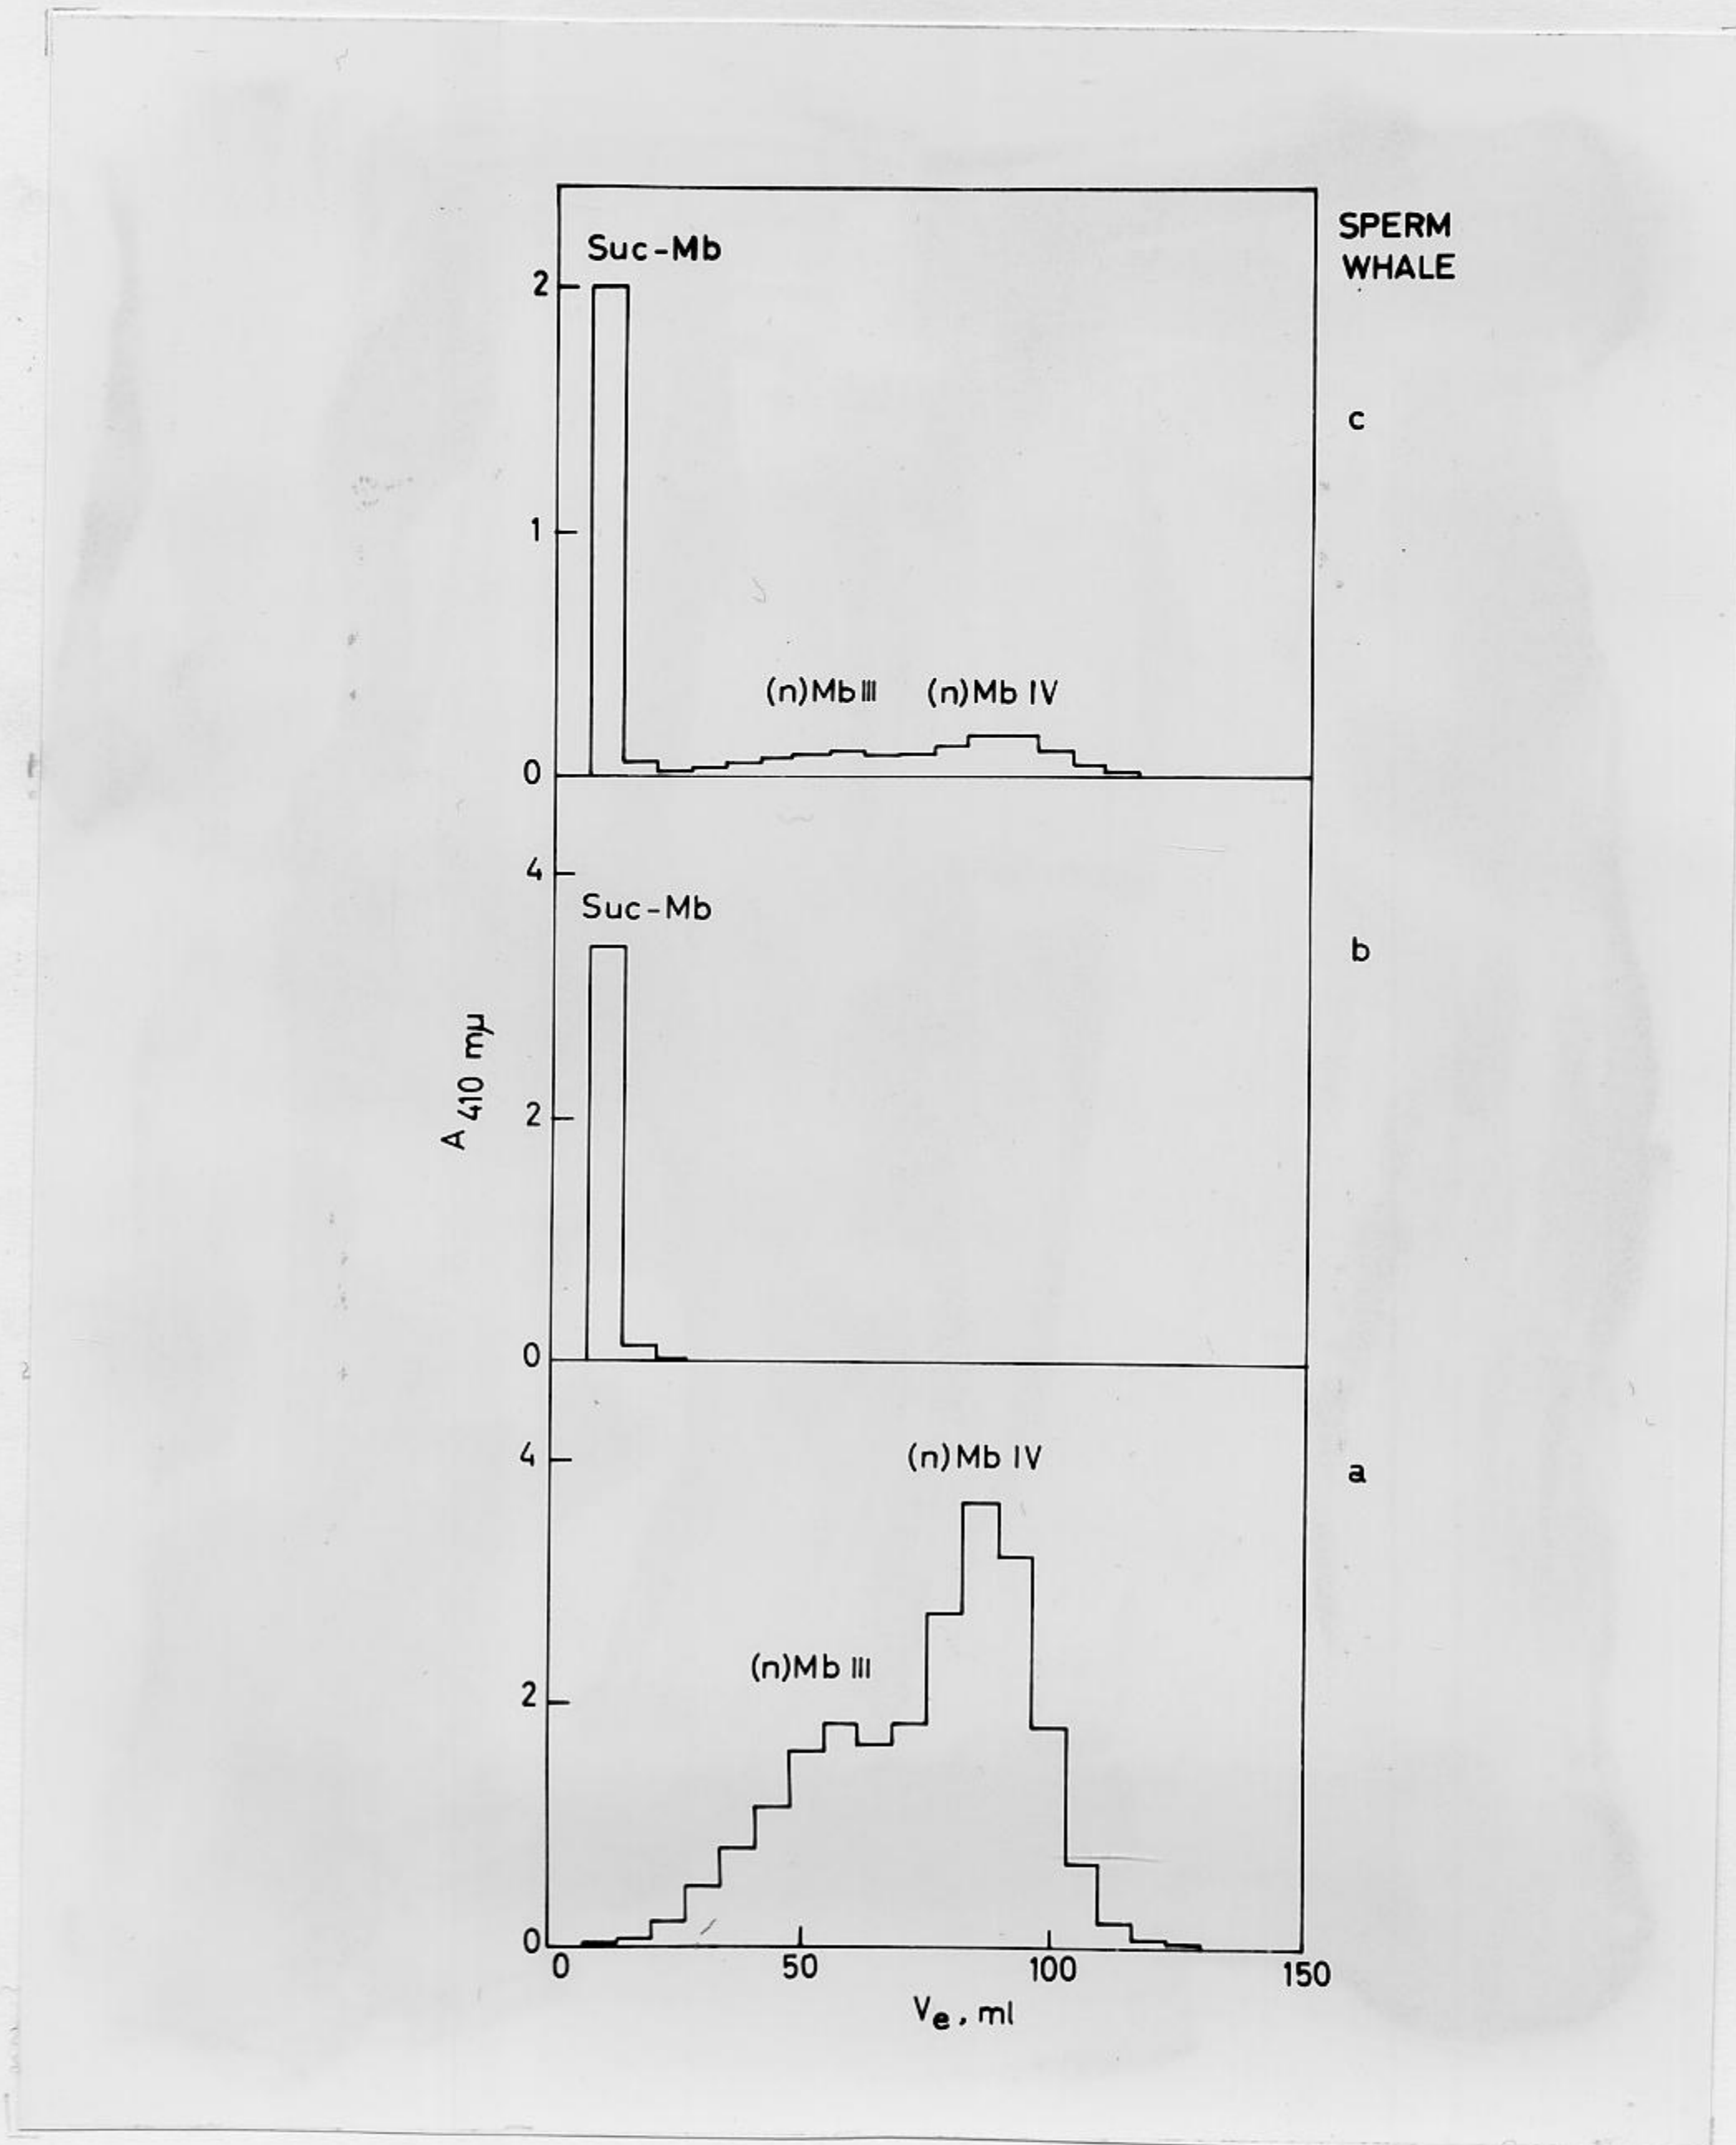 SPERM
WHALE
Suc-Mb
2
c
1
(n)Mb III (n)Mb IV
0
4
Suc-Mb
b
A 410 mµ
2
0
4
(n)Mb IV
a
(n)Mb III
2
0
0 50 100 150
Ve, ml